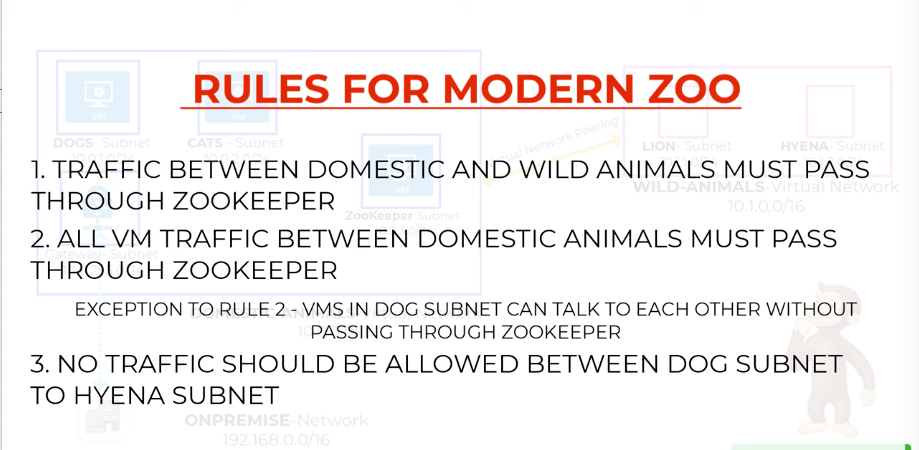 RULES FOR MODERN ZOO
1. TRAFFIC BETWEEN DOMESTIC AND WILD ANIMALS MUST PASS
THROUGH ZOOKEEPER
2. ALL VM TRAFFIC BETWEEN DOMESTIC ANIMALS MUST PASS
THROUGH ZOOKEEPER
EXCEPTION TO RULE 2 - VMS IN DOG SUBNET CAN TALK TO EACH OTHER WITHOUT
PASSING THROUGH ZOOKEEPER
3. NO TRAFFIC SHOULD BE ALLOWED BETWEEN DOG SUBNET
TO HYENA SUBNET
VM
VM
DOGS- Subnet
CATS - Subnet
VM
ZooKeeper Subnet
Gateway- Subnet
Network Peering
LION- Subnet
HYENA - Subnet
WILD-ANIMALS-Virtual Network
10.1.0.0/16
ONPREMISE-Network
192.168.0.0/16